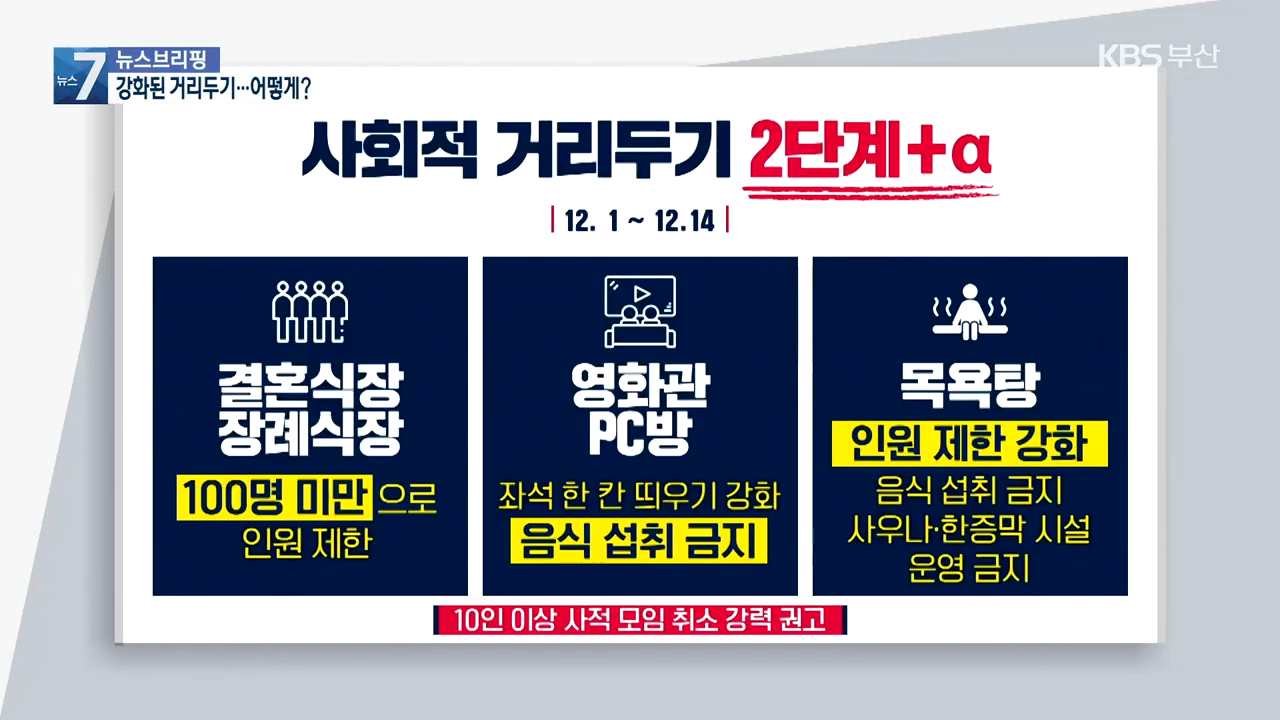 뉴스7
뉴스브리핑
강화된 거리두기…어떻게?
KBS 부산
사회적 거리두기 2단계+α
12. 1 ~ 12.14
결혼식장
장례식장
100명 미만 으로
인원 제한
영화관
PC방
좌석 한 칸 띄우기 강화
음식 섭취 금지
목욕탕
인원 제한 강화
음식 섭취 금지
사우나·한증막 시설
운영 금지
10인 이상 사적 모임 취소 강력 권고